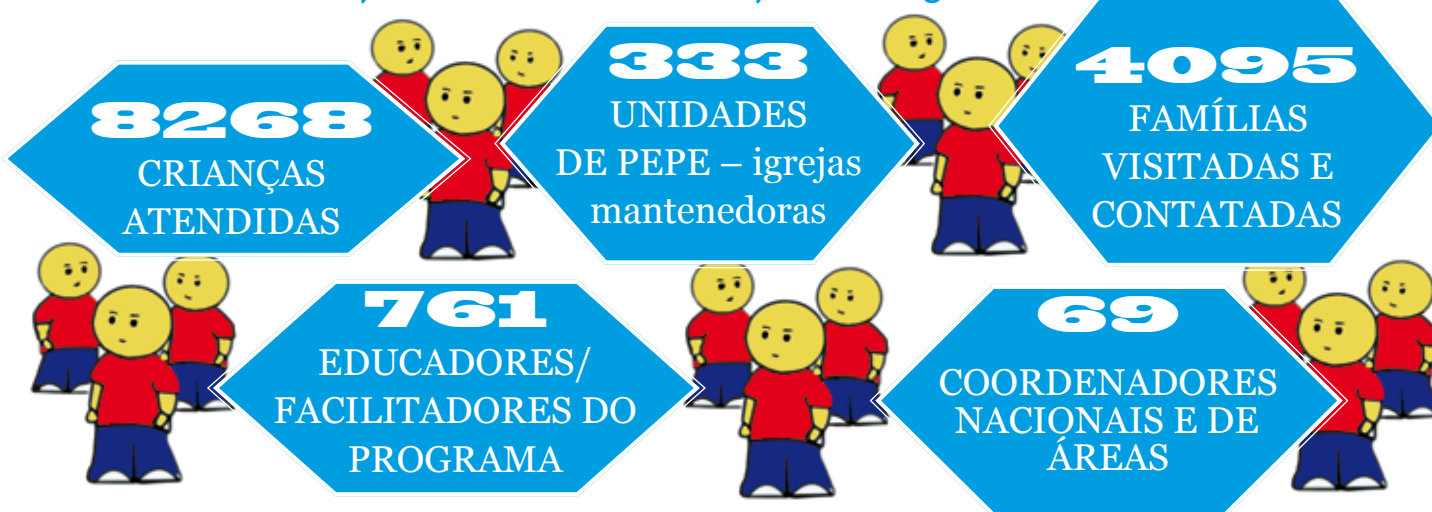 8268
CRIANÇAS
ATENDIDAS
333
UNIDADES
DE PEPE – igrejas
mantenedoras
4095
FAMÍLIAS
VISITADAS E
CONTATADAS
761
EDUCADORES/
FACILITADORES DO
PROGRAMA
69
COORDENADORES
NACIONAIS E DE
ÁREAS